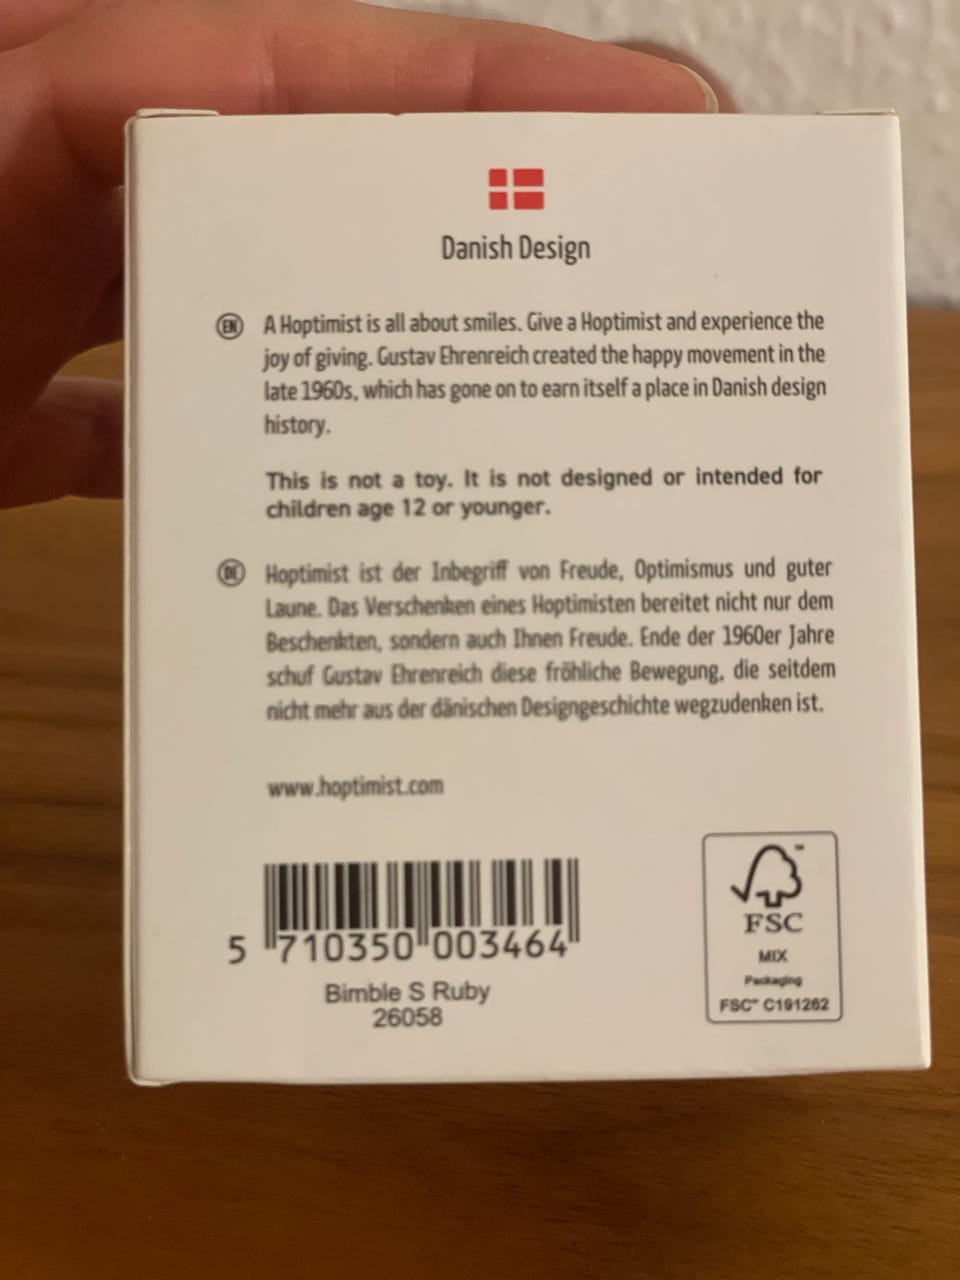 Danish Design
EN
A Hoptimist is all about smiles. Give a Hoptimist and experience the
joy of giving. Gustav Ehrenreich created the happy movement in the
late 1960s, which has gone on to earn itself a place in Danish design
history.
This is not a toy. It is not designed or intended for
children age 12 or younger.
DE
Hoptimist ist der Inbegriff von Freude, Optimismus und guter
Laune. Das Verschenken eines Hoptimisten bereitet nicht nur dem
Beschenkten, sondern auch Ihnen Freude. Ende der 1960er Jahre
schuf Gustav Ehrenreich diese fröhliche Bewegung, die seitdem
nicht mehr aus der dänischen Designgeschichte wegzudenken ist.
www.hoptimist.com
5 710350 003464
Bimble S Ruby
26058
™
FSC
MIX
Packaging
FSC™ C191262